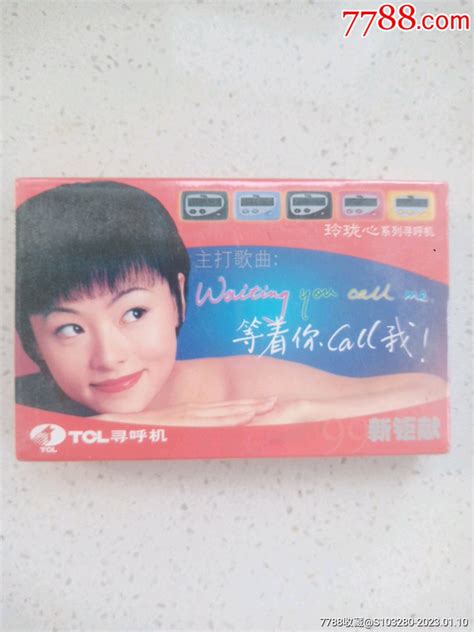 7788.com
玲珑心系列寻呼机
主打歌曲:
Waiting you call me.
等着你.Call我!
TCL
TCL寻呼机
99新钜献
7788收藏@S103280-2023.01.10